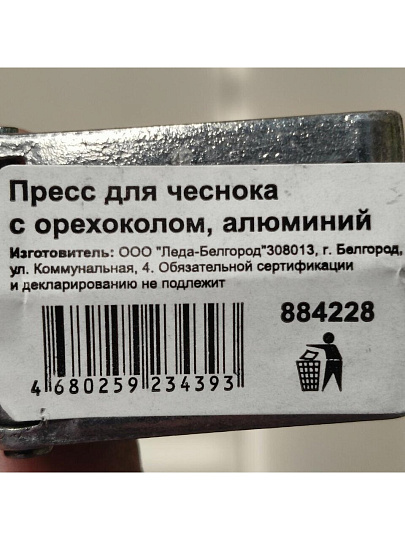 Пресс для чеснока
с орехоколом, алюминий
Изготовитель: ООО "Леда-Белгород"308013, г. Белгород,
ул. Коммунальная, 4. Обязательной сертификации
и декларированию не подлежит
884228
4 680259 234393